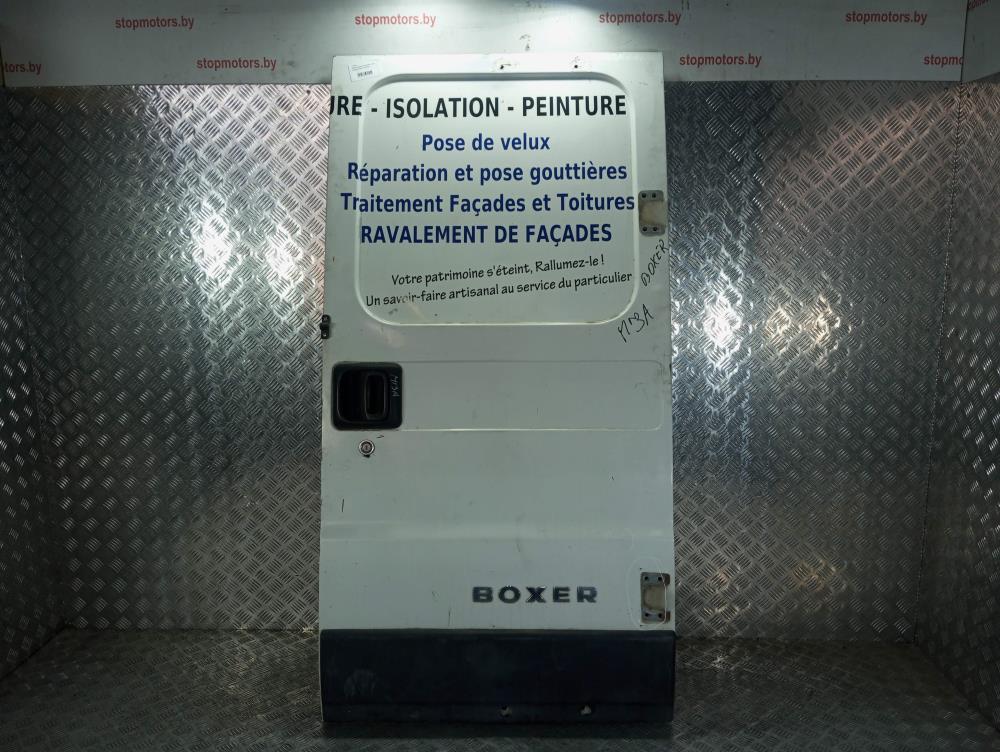 stopmotors.by stopmotors.by stopmotors.by
stopmotors.by stopmotors.by
URE - ISOLATION - PEINTURE
Pose de velux
Réparation et pose gouttières
Traitement Façades et Toitures
RAVALEMENT DE FAÇADES
Votre patrimoine s'éteint, Rallumez-le !
Un savoir-faire artisanal au service du particulier
BOXER
BOXER